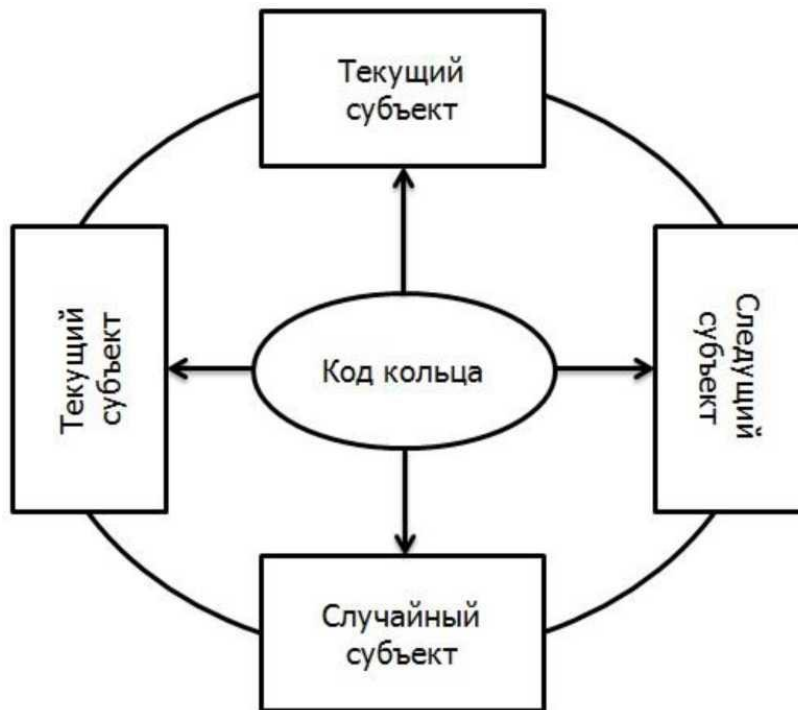 Текущий
субъект
Текущий
субъект
Код кольца
Следущий
субъект
Случайный
субъект